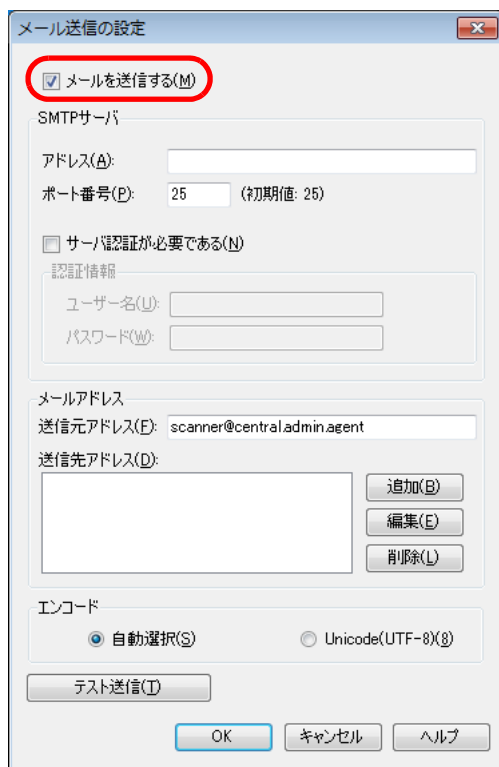 メール送信の設定
メールを送信する(M)
SMTPサーバ
アドレス(A):
ポート番号(P): 25 (初期値: 25)
サーバ認証が必要である(N)
認証情報
ユーザー名(U):
パスワード(W):
メールアドレス
送信元アドレス(F): scanner@central.admin.agent
送信先アドレス(D):
追加(B)
編集(E)
削除(L)
エンコード
自動選択(S) Unicode(UTF-8)(8)
テスト送信(T)
OK キャンセル ヘルプ